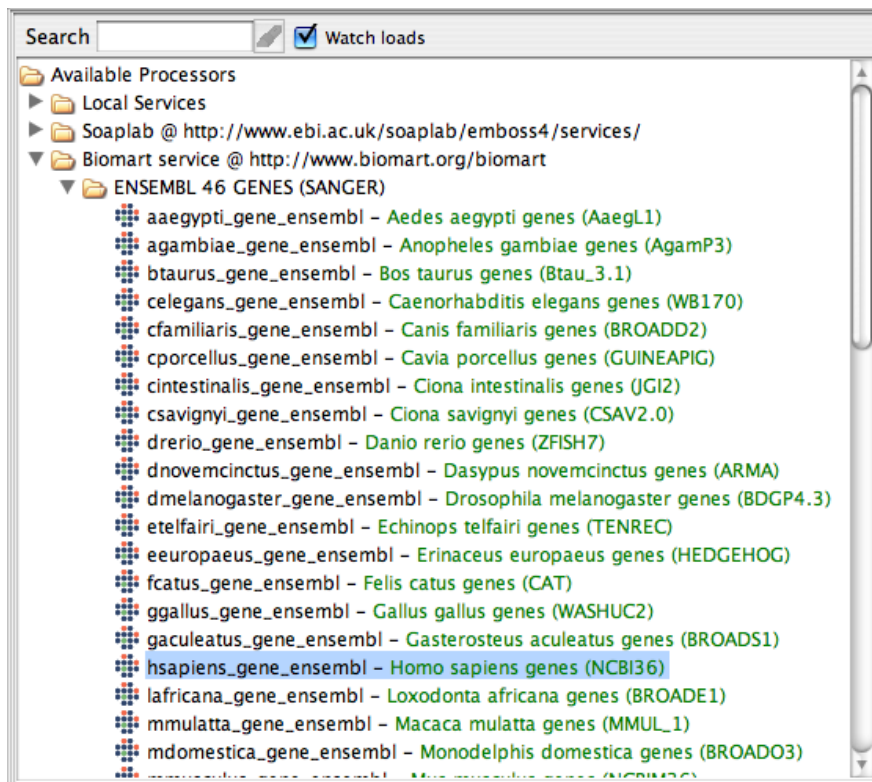 Search Watch loads
Available Processors
Local Services
Soaplab @ http://www.ebi.ac.uk/soaplab/emboss4/services/
Biomart service @ http://www.biomart.org/biomart
ENSEMBL 46 GENES (SANGER)
aaegypti_gene_ensembl – Aedes aegypti genes (AaegL1)
agambiae_gene_ensembl – Anopheles gambiae genes (AgamP3)
btaurus_gene_ensembl – Bos taurus genes (Btau_3.1)
celegans_gene_ensembl – Caenorhabditis elegans genes (WB170)
cfamiliaris_gene_ensembl – Canis familiaris genes (BROADD2)
cporcellus_gene_ensembl – Cavia porcellus genes (GUINEAPIG)
cintestinalis_gene_ensembl – Ciona intestinalis genes (JGI2)
csavignyi_gene_ensembl – Ciona savignyi genes (CSAV2.0)
drerio_gene_ensembl – Danio rerio genes (ZFISH7)
dnovemcinctus_gene_ensembl – Dasypus novemcinctus genes (ARMA)
dmelanogaster_gene_ensembl – Drosophila melanogaster genes (BDGP4.3)
etelfairi_gene_ensembl – Echinops telfairi genes (TENREC)
eeuropaeus_gene_ensembl – Erinaceus europaeus genes (HEDGEHOG)
fcatus_gene_ensembl – Felis catus genes (CAT)
ggallus_gene_ensembl – Gallus gallus genes (WASHUC2)
gaculeatus_gene_ensembl – Gasterosteus aculeatus genes (BROADS1)
hsapiens_gene_ensembl – Homo sapiens genes (NCBI36)
lafricana_gene_ensembl – Loxodonta africana genes (BROADE1)
mmulatta_gene_ensembl – Macaca mulatta genes (MMUL_1)
mdomestica_gene_ensembl – Monodelphis domestica genes (BROADO3)